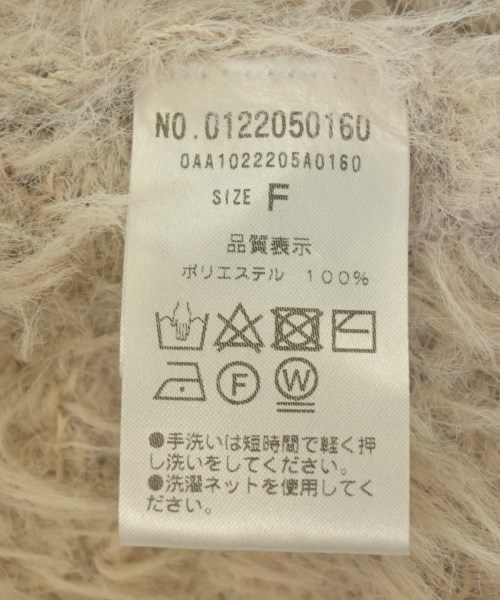 NO.0122050160
0AA1022205A0160
SIZE F
品質表示
ポリエステル 100%
F W
●手洗いは短時間で軽く押
し洗いをしてください。
●洗濯ネットを使用してく
ださい。